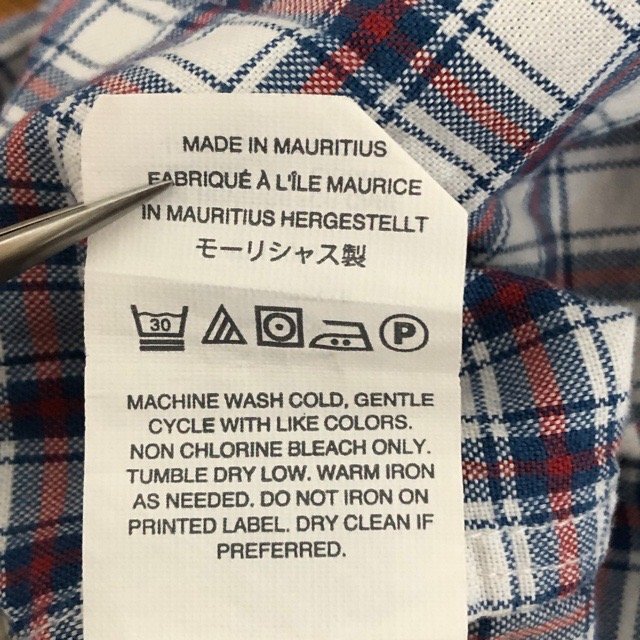 MADE IN MAURITIUS
FABRIQUÉ À L'ÎLE MAURICE
IN MAURITIUS HERGESTELLT
モーリシャス製
30 P
MACHINE WASH COLD, GENTLE
CYCLE WITH LIKE COLORS.
NON CHLORINE BLEACH ONLY.
TUMBLE DRY LOW. WARM IRON
AS NEEDED. DO NOT IRON ON
PRINTED LABEL. DRY CLEAN IF
PREFERRED.